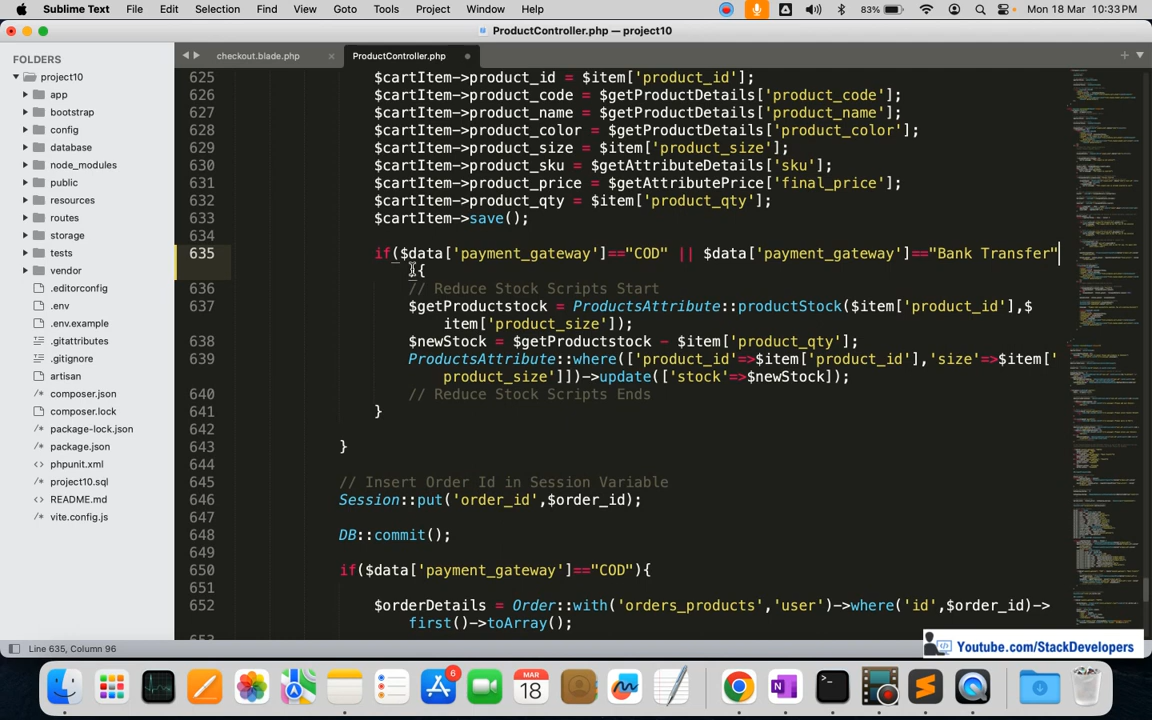 Sublime Text File Edit Selection Find View Goto Tools Project Window Help 83% Mon 18 Mar 10:33 PM
ProductController.php — project10
FOLDERS
project10
app
bootstrap
config
database
node_modules
public
resources
routes
storage
tests
vendor
.editorconfig
.env
.env.example
.gitattributes
.gitignore
artisan
composer.json
composer.lock
package-lock.json
package.json
phpunit.xml
project10.sql
README.md
vite.config.js
checkout.blade.php × ProductController.php
625 $cartItem->product_id = $item['product_id'];
626 $cartItem->product_code = $getProductDetails['product_code'];
627 $cartItem->product_name = $getProductDetails['product_name'];
628 $cartItem->product_color = $getProductDetails['product_color'];
629 $cartItem->product_size = $item['product_size'];
630 $cartItem->product_sku = $getAttributeDetails['sku'];
631 $cartItem->product_price = $getAttributePrice['final_price'];
632 $cartItem->product_qty = $item['product_qty'];
633 $cartItem->save();
634
635 if($data['payment_gateway']=="COD" || $data['payment_gateway']=="Bank Transfer"
){
636 // Reduce Stock Scripts Start
637 $getProductstock = ProductsAttribute::productStock($item['product_id'],$
item['product_size']);
638 $newStock = $getProductstock - $item['product_qty'];
639 ProductsAttribute::where(['product_id'=>$item['product_id'],'size'=>$item['
product_size']])->update(['stock'=>$newStock]);
640 // Reduce Stock Scripts Ends
641 }
642
643 }
644
645 // Insert Order Id in Session Variable
646 Session::put('order_id',$order_id);
647
648 DB::commit();
649
650 if($data['payment_gateway']=="COD"){
651
652 $orderDetails = Order::with('orders_products','user')->where('id',$order_id)->
first()->toArray();
Line 635, Column 96
Youtube.com/StackDevelopers
6
MAR
18